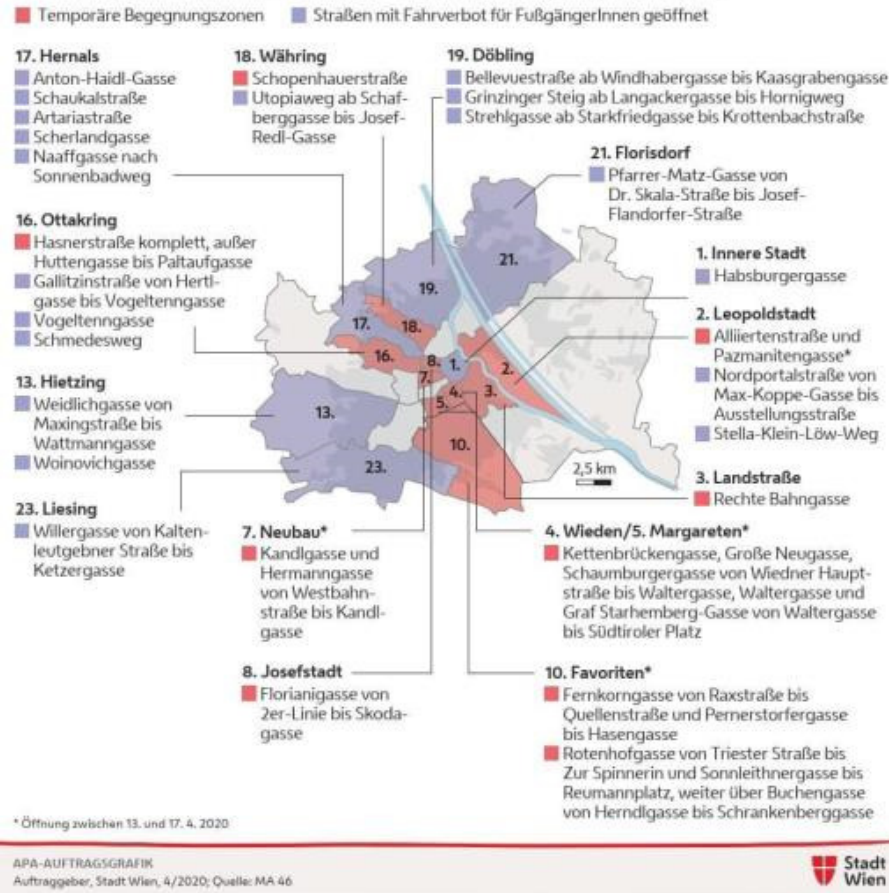 Temporäre Begegnungszonen
Straßen mit Fahrverbot für FußgängerInnen geöffnet
17. Hernals
Anton-Haidl-Gasse
Schaukalstraße
Artariastraße
Scherlandgasse
Naaffgasse nach
Sonnenbadweg
18. Währing
Schopenhauerstraße
Utopiaweg ab Schaf-
berggasse bis Josef-
Redl-Gasse
19. Döbling
Bellevuestraße ab Windhabergasse bis Kaasgrabengasse
Grinzinger Steig ab Langackergasse bis Hornigweg
Strehlgasse ab Starkfriedgasse bis Krottenbachstraße
21. Florisdorf
Pfarrer-Matz-Gasse von
Dr. Skala-Straße bis Josef-
Flandorfer-Straße
16. Ottakring
Hasnerstraße komplett, außer
Huttengasse bis Paltaufgasse
Gallitzinstraße von Hertl-
gasse bis Vogeltenngasse
Vogeltenngasse
Schmedesweg
1. Innere Stadt
Habsburgergasse
2. Leopoldstadt
Alliiertenstraße und
Pazmanitengasse*
Nordportalstraße von
Max-Koppe-Gasse bis
Ausstellungsstraße
Stella-Klein-Löw-Weg
13. Hietzing
Weidlichgasse von
Maxingstraße bis
Wattmanngasse
Woinovichgasse
3. Landstraße
Rechte Bahngasse
23. Liesing
Willergasse von Kalten-
leutgebner Straße bis
Ketzergasse
21.
19.
17.
18.
16.
8.
1.
2.
7.
4.
3.
5.
13.
10.
23.
2,5 km
7. Neubau*
Kandlgasse und
Hermanngasse
von Westbahn-
straße bis Kandl-
gasse
4. Wieden/5. Margareten*
Kettenbrückengasse, Große Neugasse,
Schaumburgergasse von Wiedner Haupt-
straße bis Waltergasse, Waltergasse und
Graf Starhemberg-Gasse von Waltergasse
bis Südtiroler Platz
8. Josefstadt
Florianigasse von
2er-Linie bis Skoda-
gasse
10. Favoriten*
Fernkorngasse von Raxstraße bis
Quellenstraße und Pernerstorfergasse
bis Hasengasse
Rotenhofgasse von Triester Straße bis
Zur Spinnerin und Sonnleithnergasse bis
Reumannplatz, weiter über Buchengasse
von Herndlgasse bis Schrankenberggasse
* Öffnung zwischen 13. und 17. 4. 2020
APA-AUFTRAGSGRAFIK
Auftraggeber, Stadt Wien, 4/2020; Quelle: MA 46
Stadt
Wien